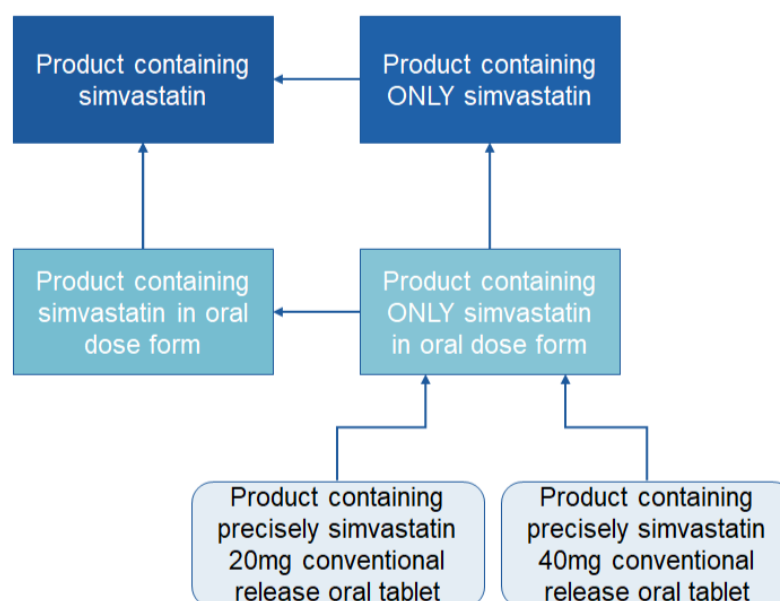 Product containing
simvastatin
Product containing
ONLY simvastatin
Product containing
simvastatin in oral
dose form
Product containing
ONLY simvastatin
in oral dose form
Product containing
precisely simvastatin
20mg conventional
release oral tablet
Product containing
precisely simvastatin
40mg conventional
release oral tablet